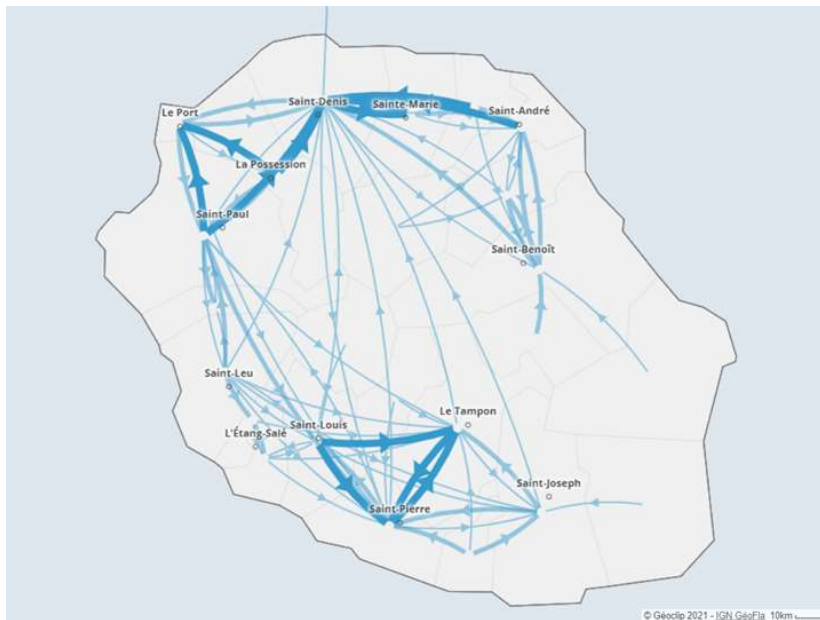 Saint-Denis
Sainte-Marie
Le Port
Saint-André
La Possession
Saint-Paul
Saint-Benoît
Saint-Leu
Le Tampon
Saint-Louis
L'Étang-Salé
Saint-Joseph
Saint-Pierre
© Géoclip 2021 - IGN GéoFla 10km